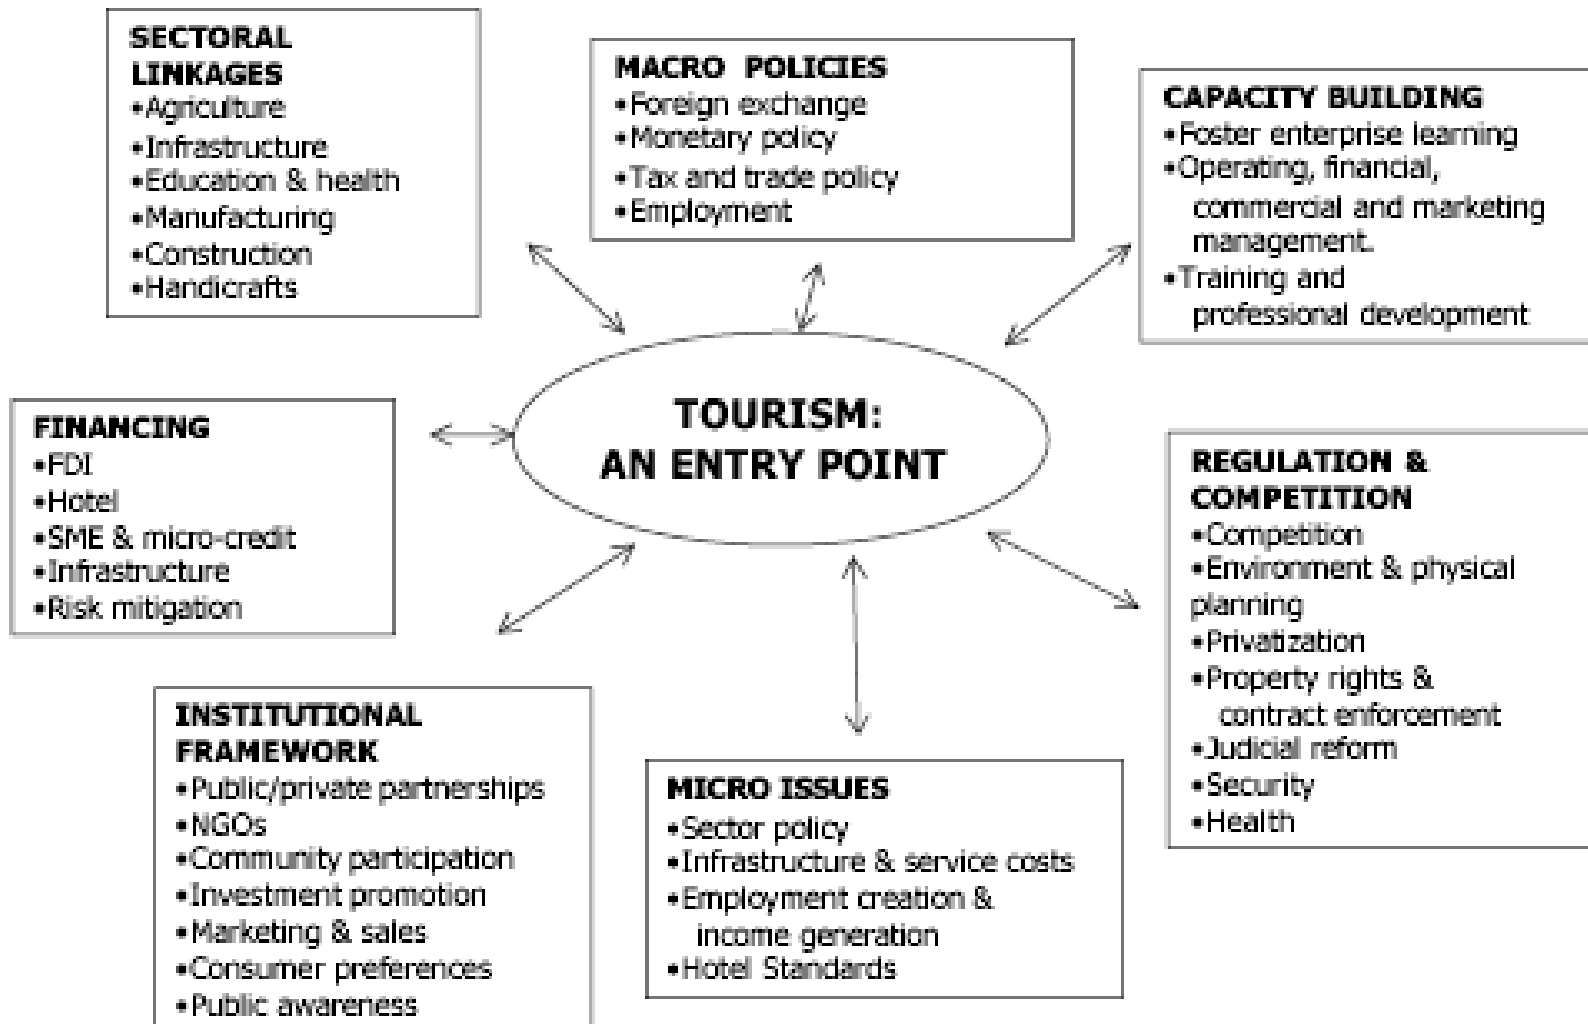 SECTORAL
LINKAGES
•Agriculture
•Infrastructure
•Education & health
•Manufacturing
•Construction
•Handicrafts
MACRO POLICIES
•Foreign exchange
•Monetary policy
•Tax and trade policy
•Employment
CAPACITY BUILDING
•Foster enterprise learning
•Operating, financial,
commercial and marketing
management.
•Training and
professional development
TOURISM:
AN ENTRY POINT
FINANCING
•FDI
•Hotel
•SME & micro-credit
•Infrastructure
•Risk mitigation
REGULATION &
COMPETITION
•Competition
•Environment & physical
planning
•Privatization
•Property rights &
contract enforcement
•Judicial reform
•Security
•Health
INSTITUTIONAL
FRAMEWORK
•Public/private partnerships
•NGOs
•Community participation
•Investment promotion
•Marketing & sales
•Consumer preferences
•Public awareness
MICRO ISSUES
•Sector policy
•Infrastructure & service costs
•Employment creation &
income generation
•Hotel Standards